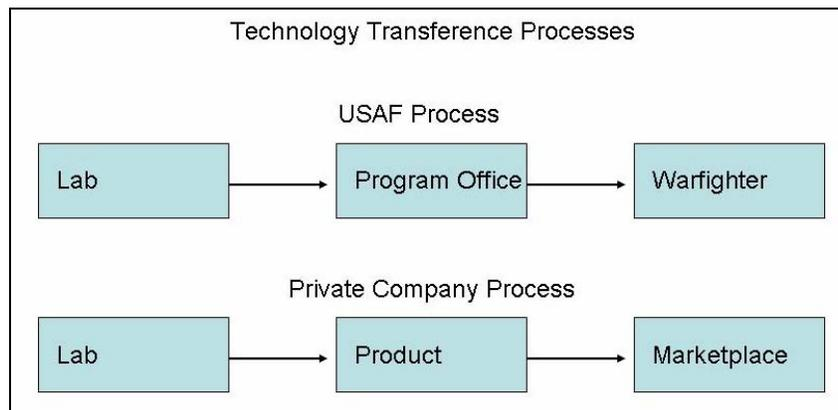 Technology Transference Processes
USAF Process
Lab
Program Office
Warfighter
Private Company Process
Lab
Product
Marketplace